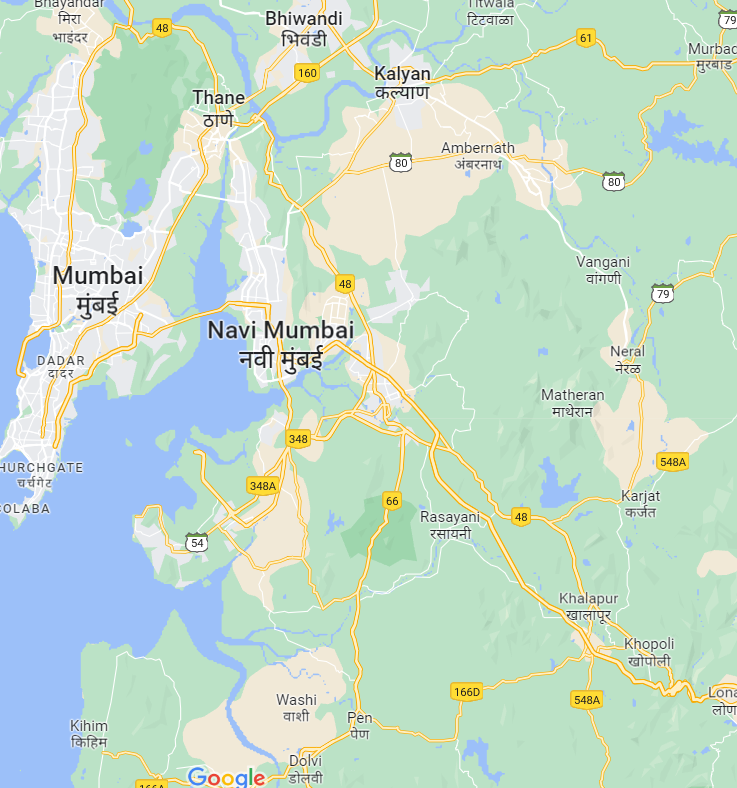 Bhayandar
मिरा
भाइंदर
48
Bhiwandi
भिवंडी
Titwala
टिटवाळा
79
61
Murbad
मुरबाड
160
Kalyan
कल्याण
Thane
ठाणे
Ambernath
अंबरनाथ
80
80
Vangani
वांगणी
Mumbai
मुंबई
48
79
Navi Mumbai
नवी मुंबई
DADAR
दादर
Neral
नेरळ
Matheran
माथेरान
348
CHURCHGATE
चर्चगेट
548A
348A
66
Karjat
कर्जत
COLABA
Rasayani
रसायनी
48
54
Khalapur
खालापूर
Khopoli
खोपोली
166D
548A
Lona
लोण
Washi
वाशी
Pen
पेण
Kihim
किहिम
Dolvi
डोलवी
Google
166A